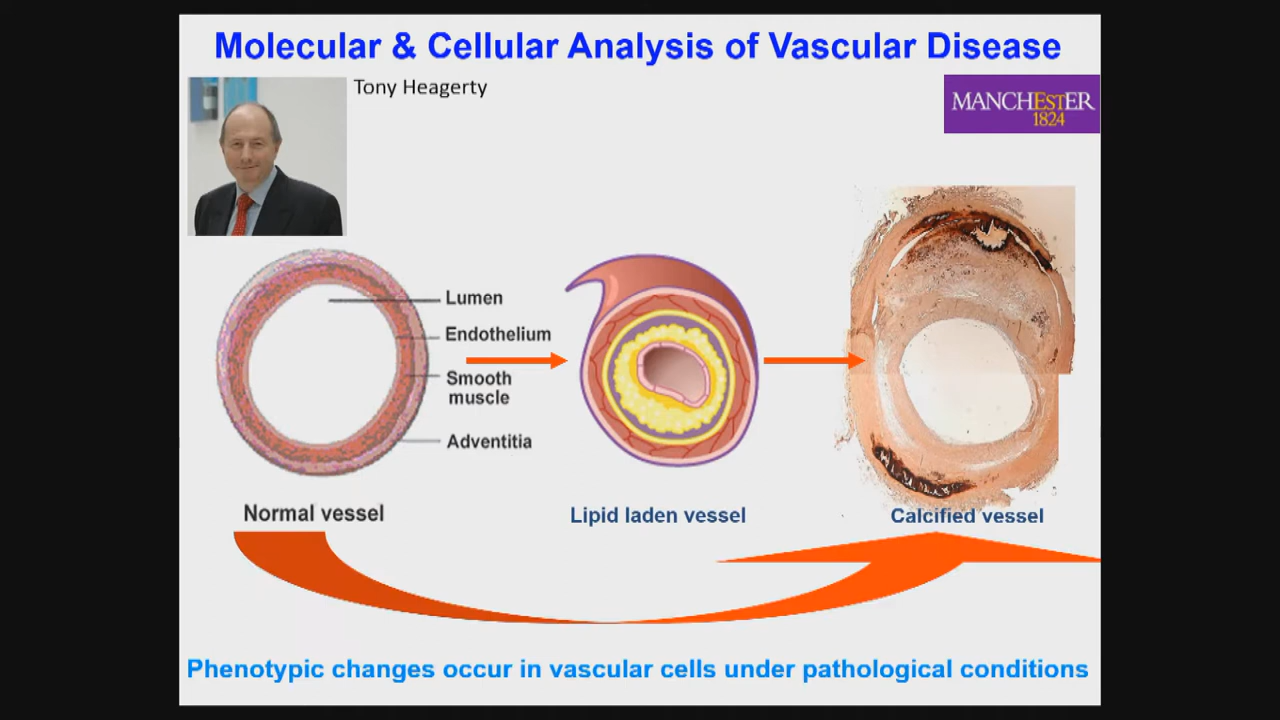 Molecular & Cellular Analysis of Vascular Disease
Tony Heagerty
MANCHEstER
1824
Lumen
Endothelium
Smooth
muscle
Adventitia
Normal vessel
Lipid laden vessel
Calcified vessel
Phenotypic changes occur in vascular cells under pathological conditions